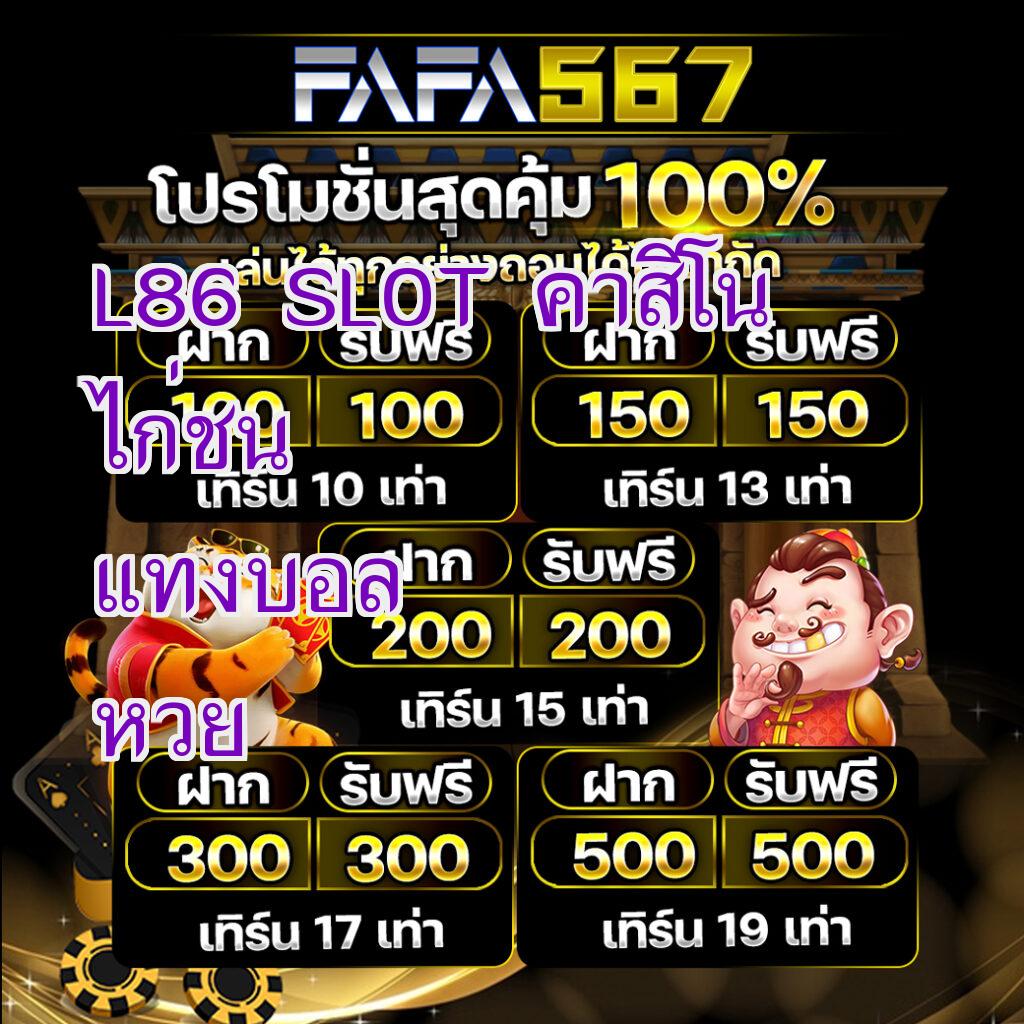 FAFA567
โปรโมชั่นสุดคุ้ม 100%
L86 SLOT คาสิโน
ฝาก รับฟรี ฝาก รับฟรี
100 100 150 150
ไก่ชน
เทิร์น 10 เท่า เทิร์น 13 เท่า
ฝาก รับฟรี
แทงบอล
200 200
เทิร์น 15 เท่า
หวย
ฝาก รับฟรี ฝาก รับฟรี
300 300 500 500
เทิร์น 17 เท่า เทิร์น 19 เท่า